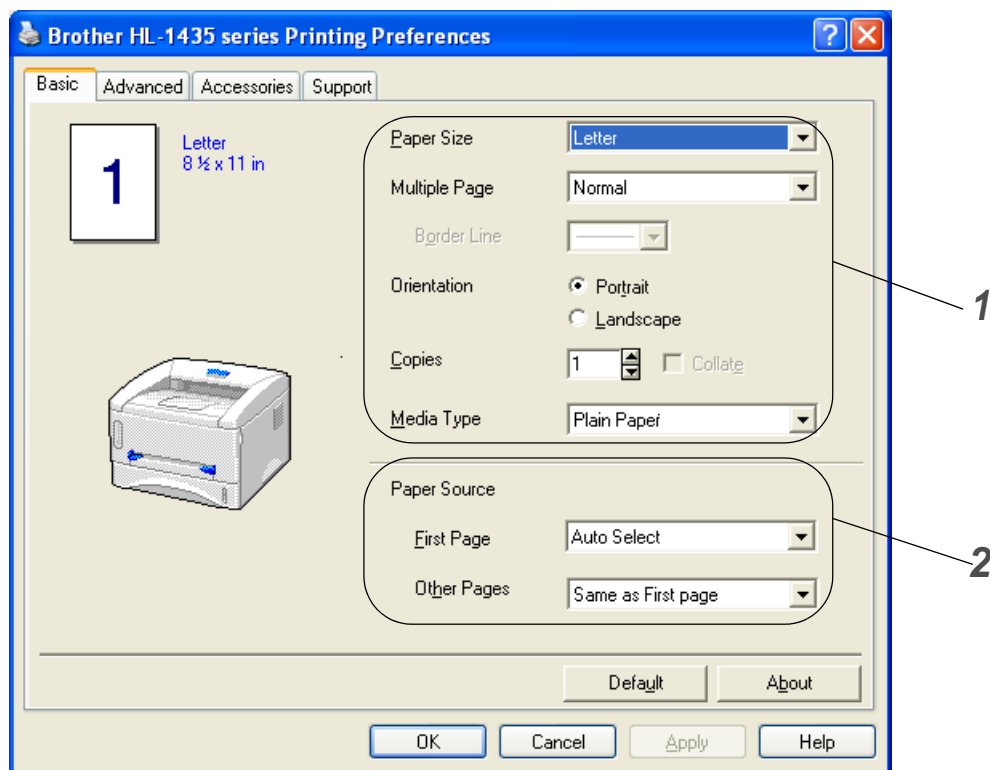 Brother HL-1435 series Printing Preferences
Basic Advanced Accessories Support
1
Letter
8 ½ x 11 in
Paper Size Letter
Multiple Page Normal
Border Line
Orientation Portrait
Landscape
Copies 1 Collate
Media Type Plain Paper
1
Paper Source
First Page Auto Select
Other Pages Same as First page
2
Default About
OK Cancel Apply Help